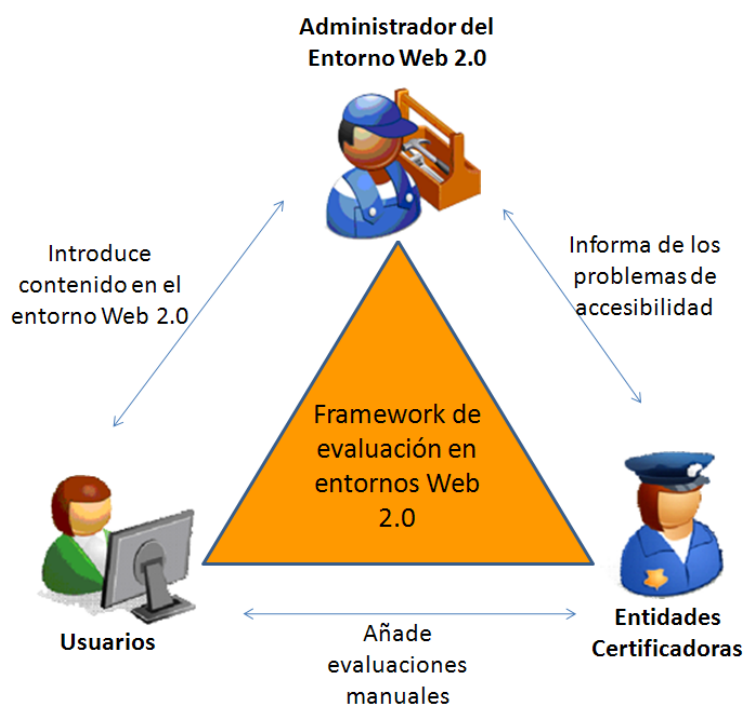 Administrador del
Entorno Web 2.0
Introduce
contenido en el
entorno Web 2.0
Informa de los
problemas de
accesibilidad
Framework de
evaluación en
entornos Web
2.0
Usuarios
Añade
evaluaciones
manuales
Entidades
Certificadoras